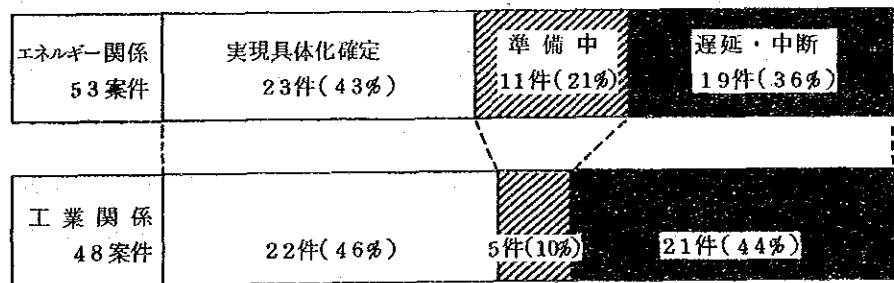 エネルギー関係
53案件
実現具体化確定
23件(43%)
準備中
11件(21%)
遅延・中断
19件(36%)
工業関係
48案件
22件(46%)
5件(10%)
21件(44%)